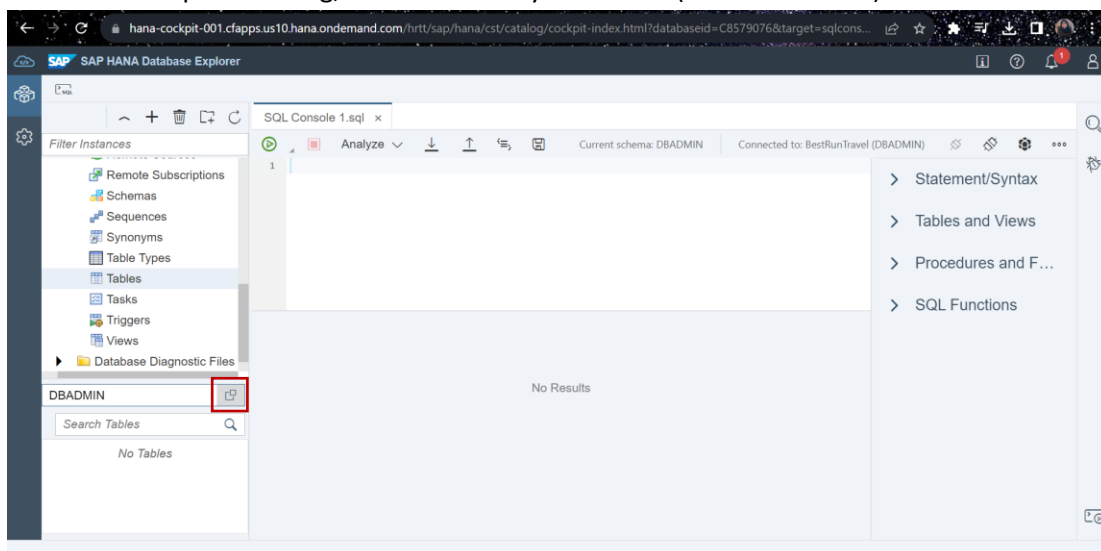 hana-cockpit-001.cfapps.us10.hana.ondemand.com/hrtt/sap/hana/cst/catalog/cockpit-index.html?databaseid=C8579076&target=sqlcons...
SAP SAP HANA Database Explorer
1
SQL
SQL Console 1.sql ×
Filter Instances
Analyze
Current schema: DBADMIN
Connected to: BestRunTravel (DBADMIN)
1
Remote Subscriptions
Schemas
Sequences
Synonyms
Table Types
Tables
Tasks
Triggers
Views
Database Diagnostic Files
Statement/Syntax
Tables and Views
Procedures and F...
SQL Functions
DBADMIN
Search Tables
No Tables
No Results